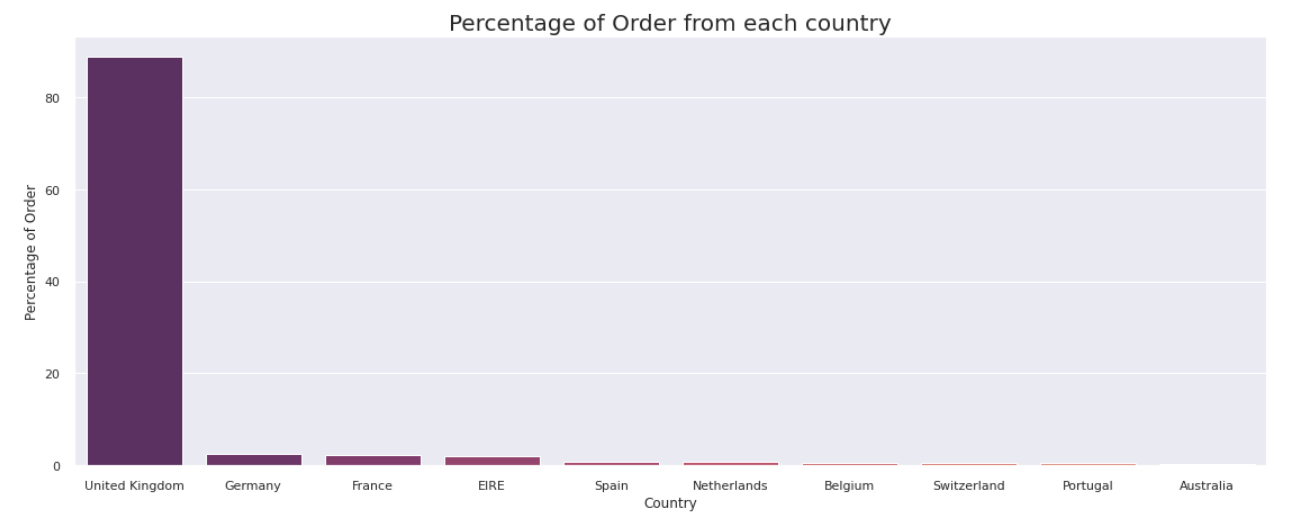 Percentage of Order from each country
Percentage of Order
80
60
40
20
0
United Kingdom Germany France EIRE Spain Netherlands Belgium Switzerland Portugal Australia
Country